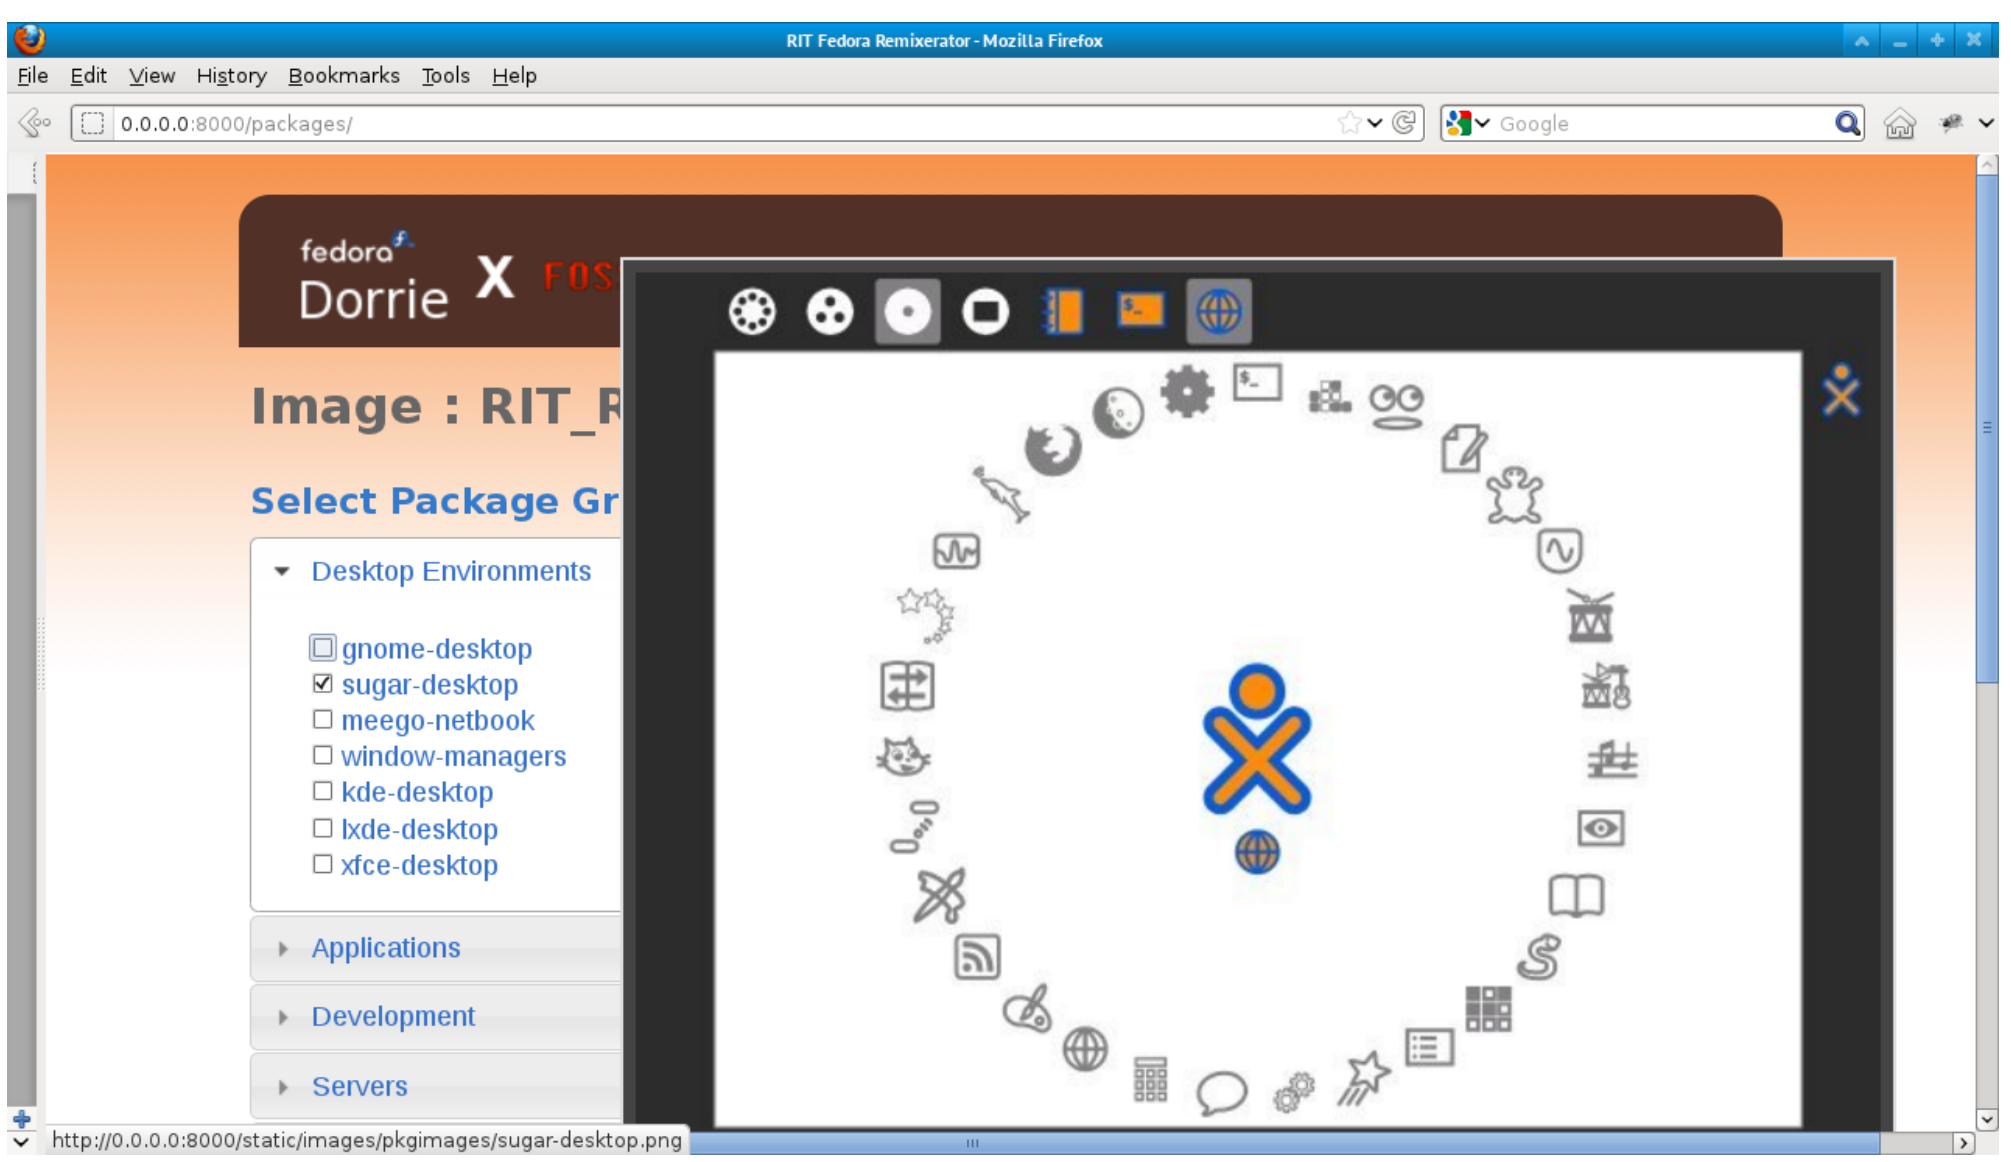 RIT Fedora Remixerator - Mozilla Firefox
File Edit View History Bookmarks Tools Help
0.0.0.0:8000/packages/
Google
fedora
Dorrie X FOS
Image : RIT_R
Select Package Gr
Desktop Environments
gnome-desktop
sugar-desktop
meego-netbook
window-managers
kde-desktop
lxde-desktop
xfce-desktop
Applications
Development
Servers
$_
$_
http://0.0.0.0:8000/static/images/pkgimages/sugar-desktop.png